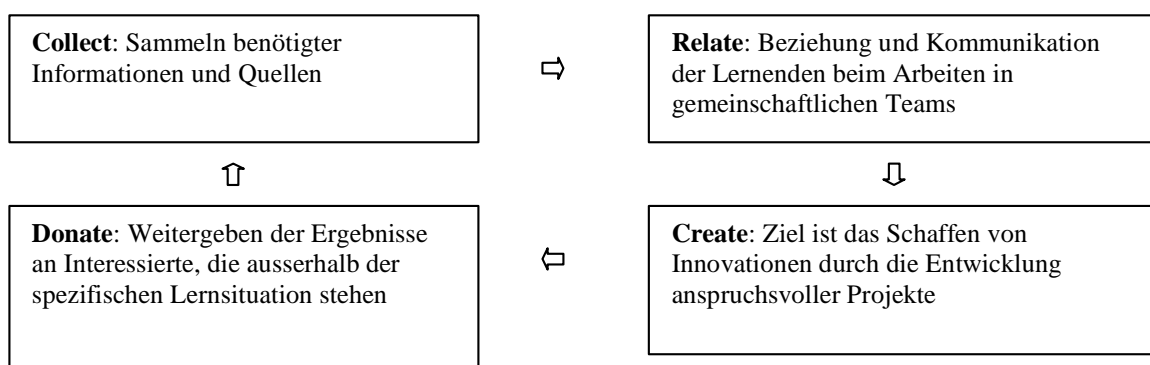 Collect: Sammeln benötigter
Informationen und Quellen
Relate: Beziehung und Kommunikation
der Lernenden beim Arbeiten in
gemeinschaftlichen Teams
Donate: Weitergeben der Ergebnisse
an Interessierte, die ausserhalb der
spezifischen Lernsituation stehen
Create: Ziel ist das Schaffen von
Innovationen durch die Entwicklung
anspruchsvoller Projekte